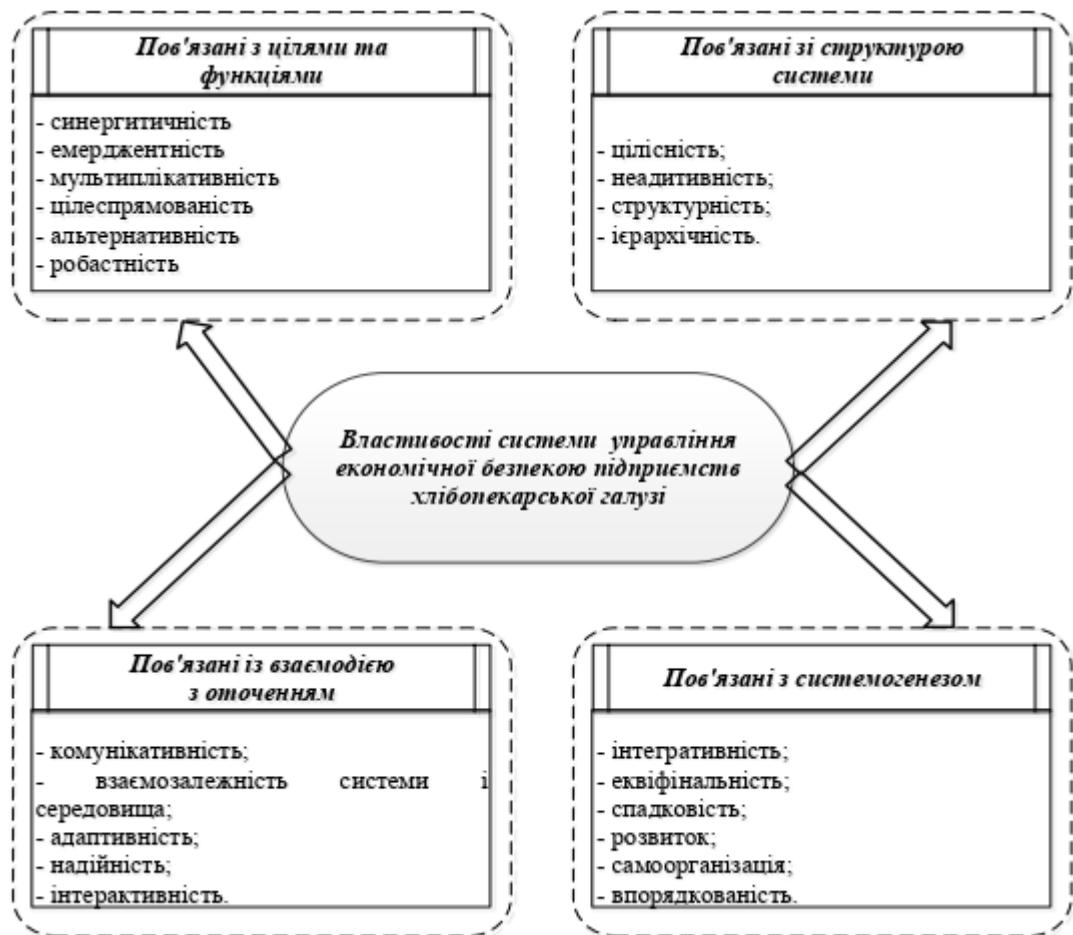 Пов'язані з цілями та
функціями
- синергитичність
- емерджентність
- мультиплікативність
- цілеспрямованість
- альтернативність
- робастність
Пов'язані зі структурою
системи
- цілісність;
- неадитивність;
- структурність;
- ієрархічність.
Властивості системи управління
економічної безпекою підприємств
хлібопекарської галузі
Пов'язані із взаємодією
з оточенням
- комунікативність;
- взаємозалежність системи і
середовища;
- адаптивність;
- надійність;
- інтерактивність.
Пов'язані з системогенезом
- інтегративність;
- еквіфінальність;
- спадковість;
- розвиток;
- самоорганізація;
- впорядкованість.